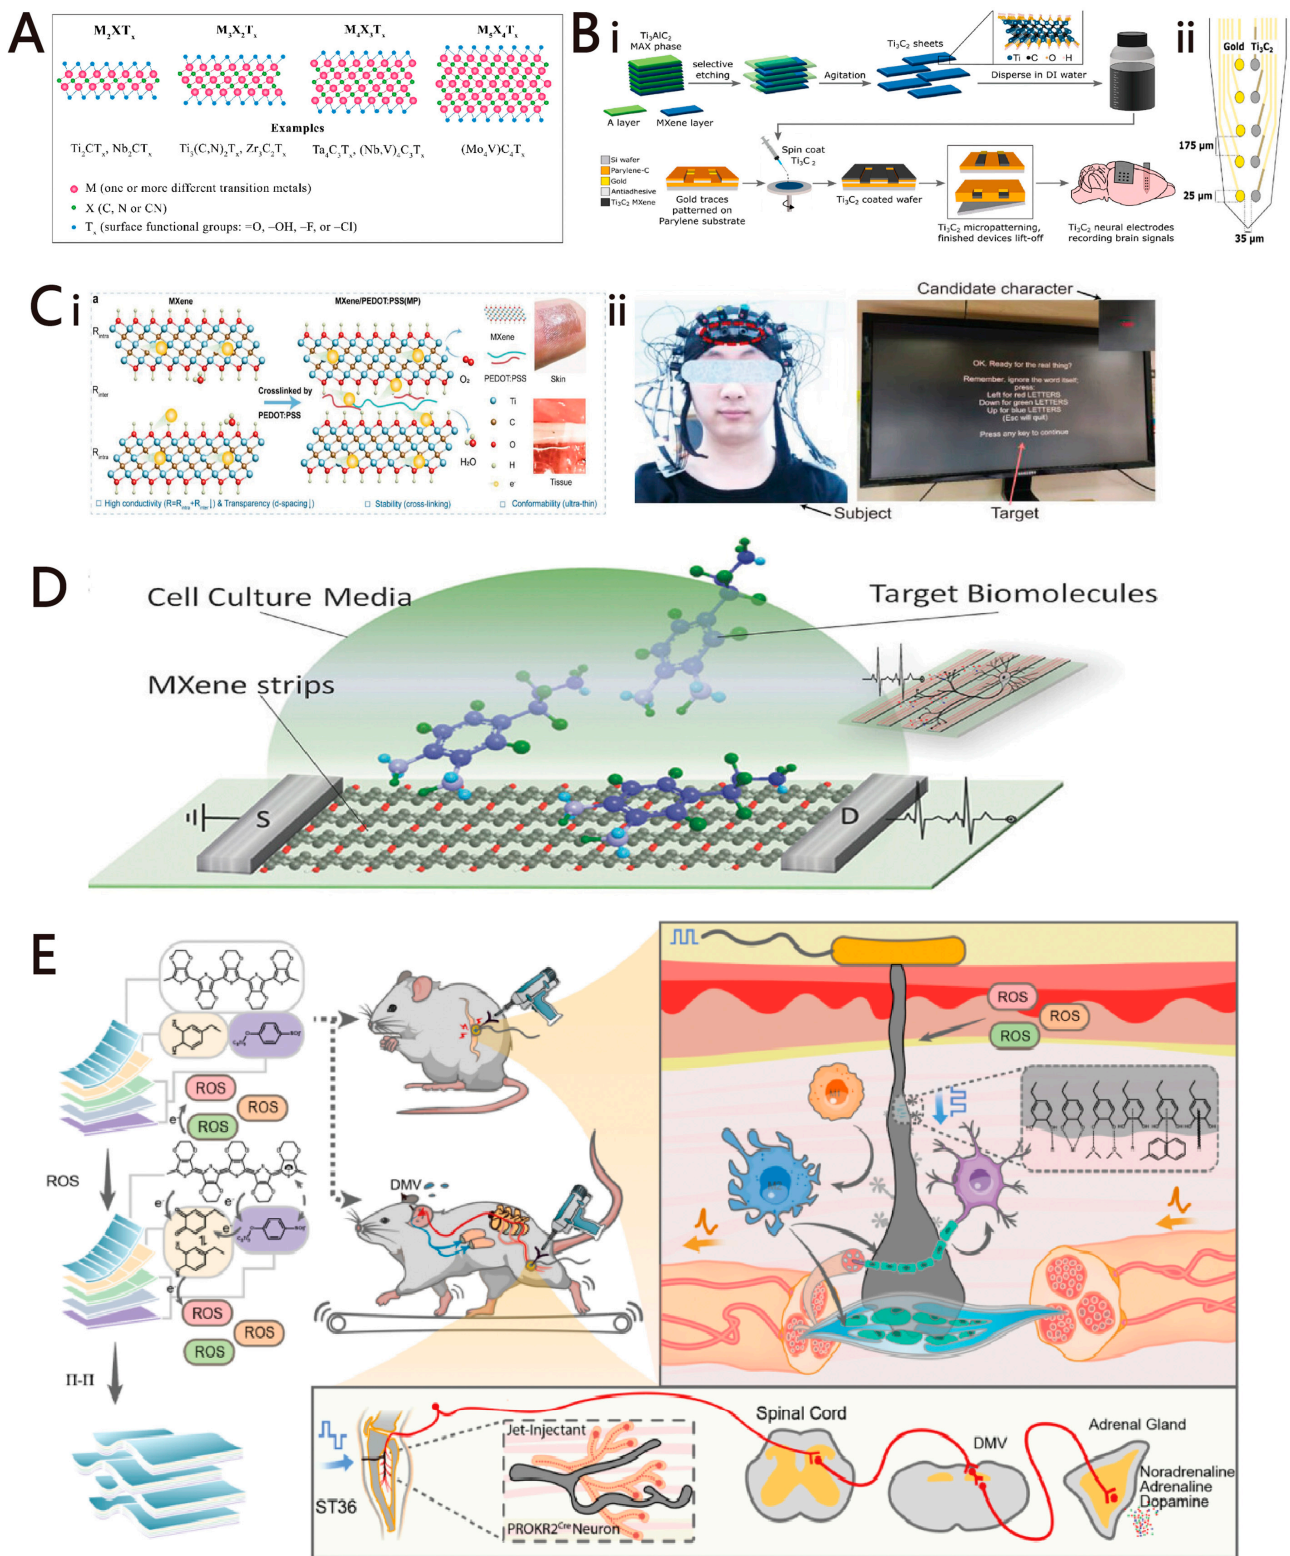 A
M₂XTₓ
M₃X₂Tₓ
M₄X₃Tₓ
M₅X₄Tₓ
Examples
Ti₂CTₓ, Nb₂CTₓ
Ti₃(C,N)₂Tₓ, Zr₃C₂Tₓ
Ta₄C₃Tₓ, (Nb,V)₄C₃Tₓ
(Mo₄V)C₄Tₓ
M (one or more different transition metals)
X (C, N or CN)
Tₓ (surface functional groups: =O, –OH, –F, or –Cl)
B i
Ti₃AlC₂
MAX phase
selective
etching
Agitation
Ti₃C₂ sheets
Ti C O H
Disperse in DI water
A layer
MXene layer
Si wafer
Parylene-C
Gold
Antiadhesive
Ti₃C₂ MXene
Gold traces
patterned on
Parylene substrate
Spin coat
Ti₃C₂
Ti₃C₂ coated wafer
Ti₃C₂ micropatterning,
finished devices lift-off
Ti₃C₂ neural electrodes
recording brain signals
ii
Gold
Ti₃C₂
175 µm
25 µm
35 µm
C i
a
MXene
MXene/PEDOT:PSS(MP)
R intra
R inter
R intra
Crosslinked by
PEDOT:PSS
O₂
H₂O
MXene
PEDOT:PSS
Ti
C
O
H
e⁻
Skin
Tissue
□ High conductivity (R=R intra+R inter↓) & Transparency (d-spacing↓)
□ Stability (cross-linking)
□ Conformability (ultra-thin)
ii
Candidate character
OK. Ready for the real thing?
Remember, ignore the word itself;
press:
Left for red LETTERS
Down for green LETTERS
Up for blue LETTERS
(Esc will quit)
Press any key to continue
SAMSUNG
Subject
Target
D
Cell Culture Media
Target Biomolecules
MXene strips
S
D
E
ROS
ROS
ROS
e⁻
ROS
e⁻
e⁻
e
e⁻
ROS
ROS
ROS
Π-Π
DMV
ROS
ROS
ROS
ST36
Jet-Injectant
PROKR2ᶜʳᵉ Neuron
Spinal Cord
DMV
Adrenal Gland
Noradrenaline
Adrenaline
Dopamine